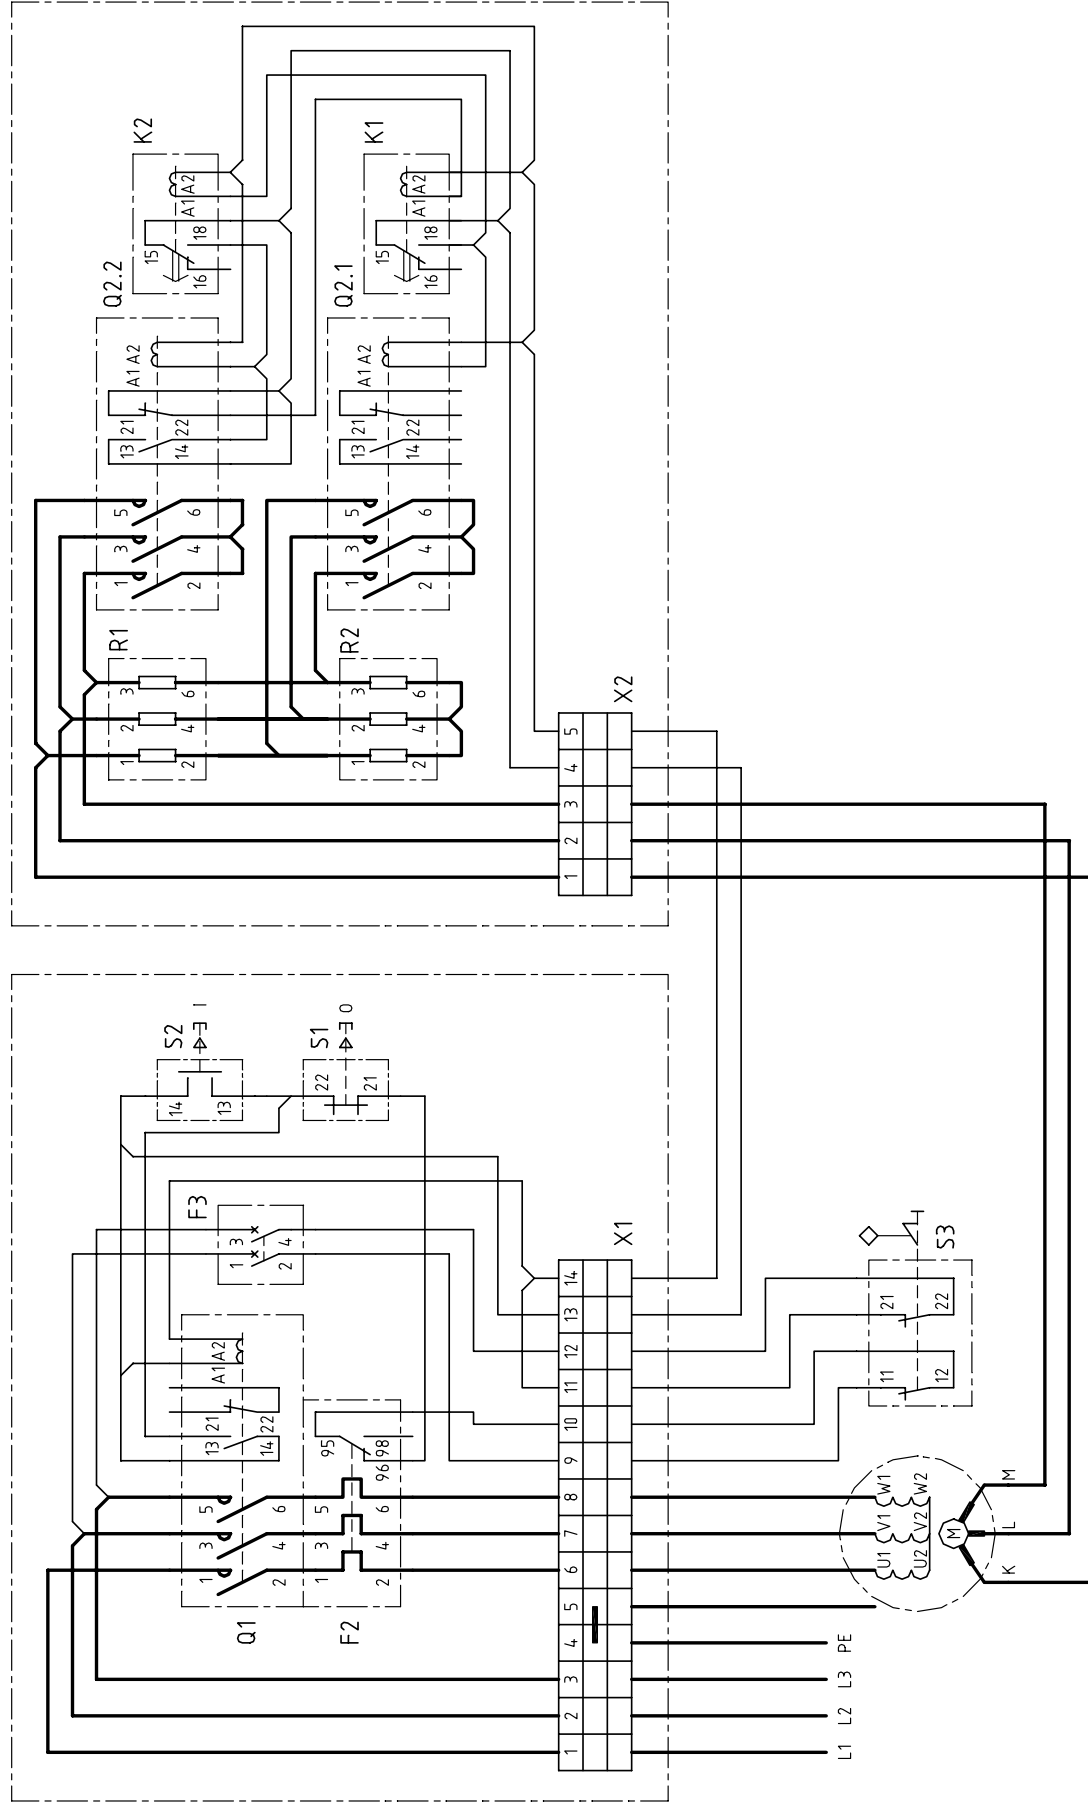 Q1
1 3 5 13 21 A1 A2
2 4 6 14 22
F2
1 3 5 95
2 4 6 96 98
F3
1 3
2 4
S2
14
13
I
S1
22
21
O
X1
1 2 3 4 5 6 7 8 9 10 11 12 13 14
L1 L2 L3 PE
U1 V1 W1
U2 V2 W2
M
K L M
S3
11 21
12 22
R1
1 2 3
2 4 6
Q2.2
1 3 5 13 21 A1 A2
2 4 6 14 22
K2
15 A1 A2
16 18
R2
1 2 3
2 4 6
Q2.1
1 3 5 13 21 A1 A2
2 4 6 14 22
K1
15 A1 A2
16 18
X2
1 2 3 4 5